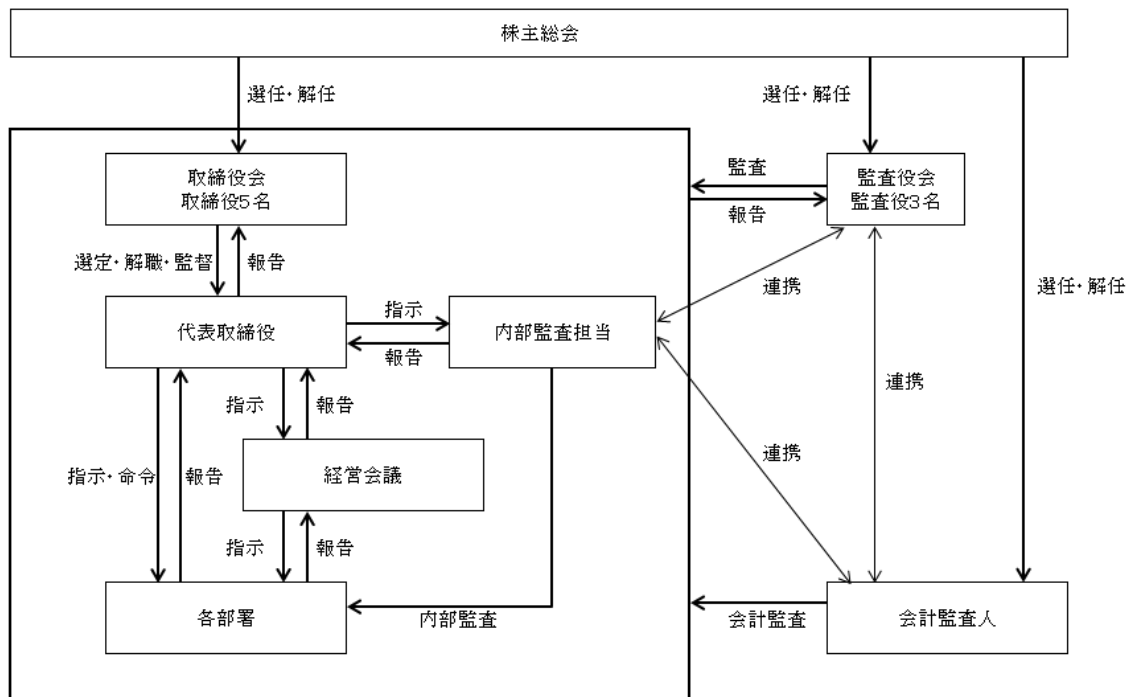 株主総会
選任・解任
選任・解任
取締役会
取締役5名
監査
報告
監査役会
監査役3名
選定・解職・監督
報告
連携
選任・解任
代表取締役
指示
報告
内部監査担当
指示
報告
連携
指示・命令
報告
経営会議
連携
指示
報告
各部署
内部監査
会計監査
会計監査人